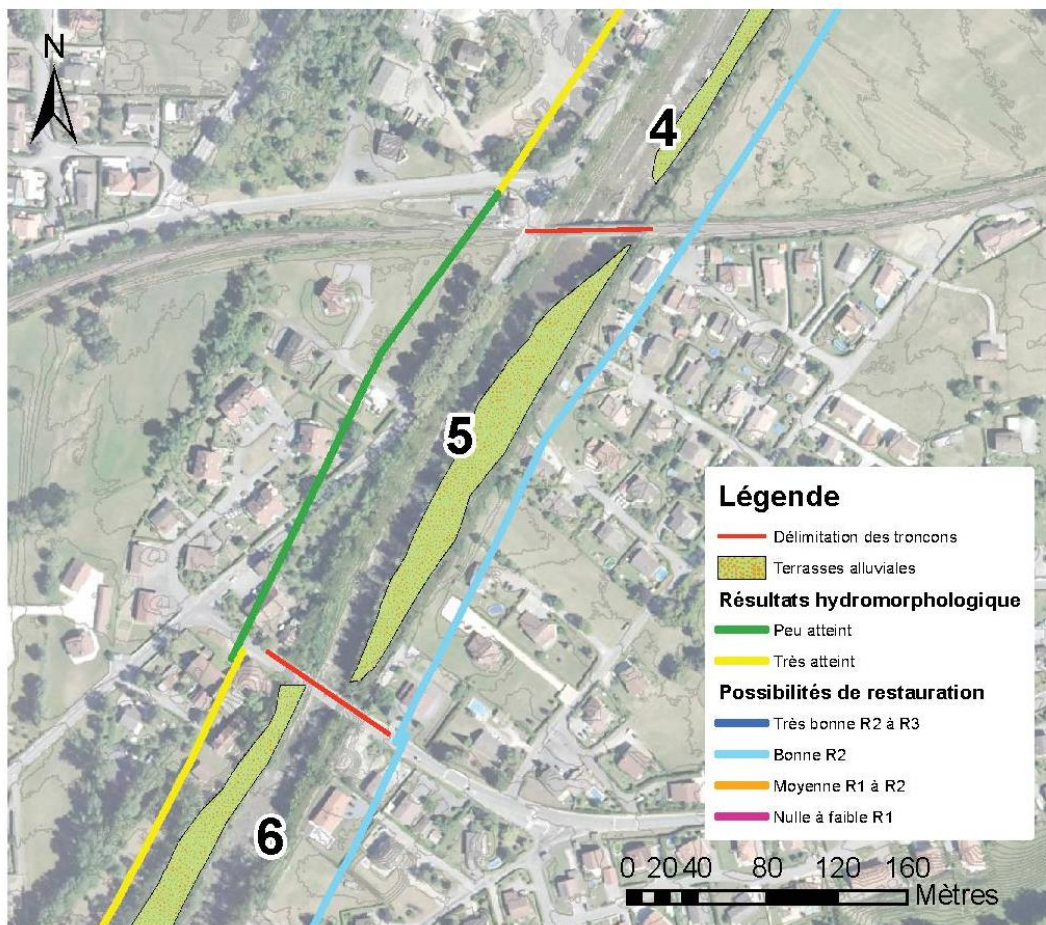 N
4
5
6
Légende
Délimitation des troncons
Terrasses alluviales
Résultats hydromorphologique
Peu atteint
Très atteint
Possibilités de restauration
Très bonne R2 à R3
Bonne R2
Moyenne R1 à R2
Nulle à faible R1
0 20 40 80 120 160
Mètres